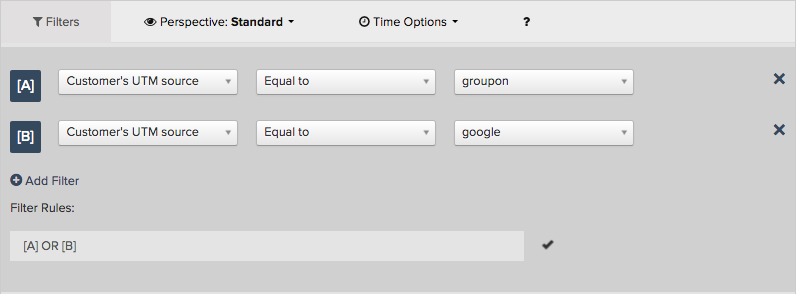 Filters Perspective: Standard Time Options ?
[A] Customer's UTM source Equal to groupon
[B] Customer's UTM source Equal to google
Add Filter
Filter Rules:
[A] OR [B]